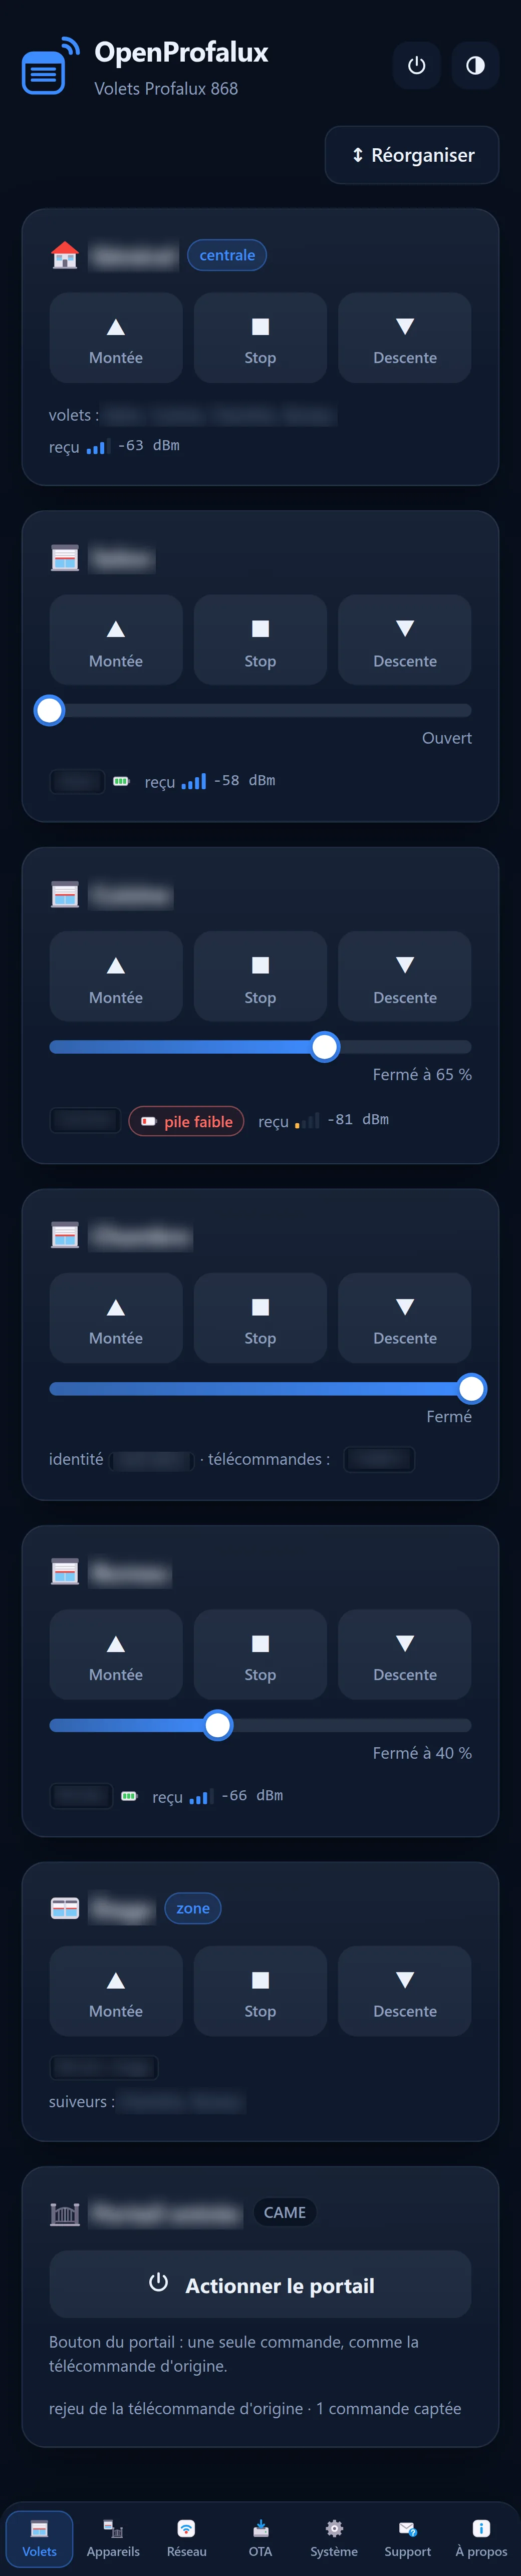 OpenProfalux
Volets Profalux 868
↕ Réorganiser
centrale
Montée Stop Descente
volets :
reçu -63 dBm
Montée Stop Descente
Ouvert
reçu -58 dBm
Montée Stop Descente
Fermé à 65 %
pile faible reçu -81 dBm
Montée Stop Descente
Fermé
identité · télécommandes :
Montée Stop Descente
Fermé à 40 %
reçu -66 dBm
zone
Montée Stop Descente
suiveurs :
CAME
Actionner le portail
Bouton du portail : une seule commande, comme la
télécommande d'origine.
rejeu de la télécommande d'origine · 1 commande captée
Volets Appareils Réseau OTA Système Support À propos